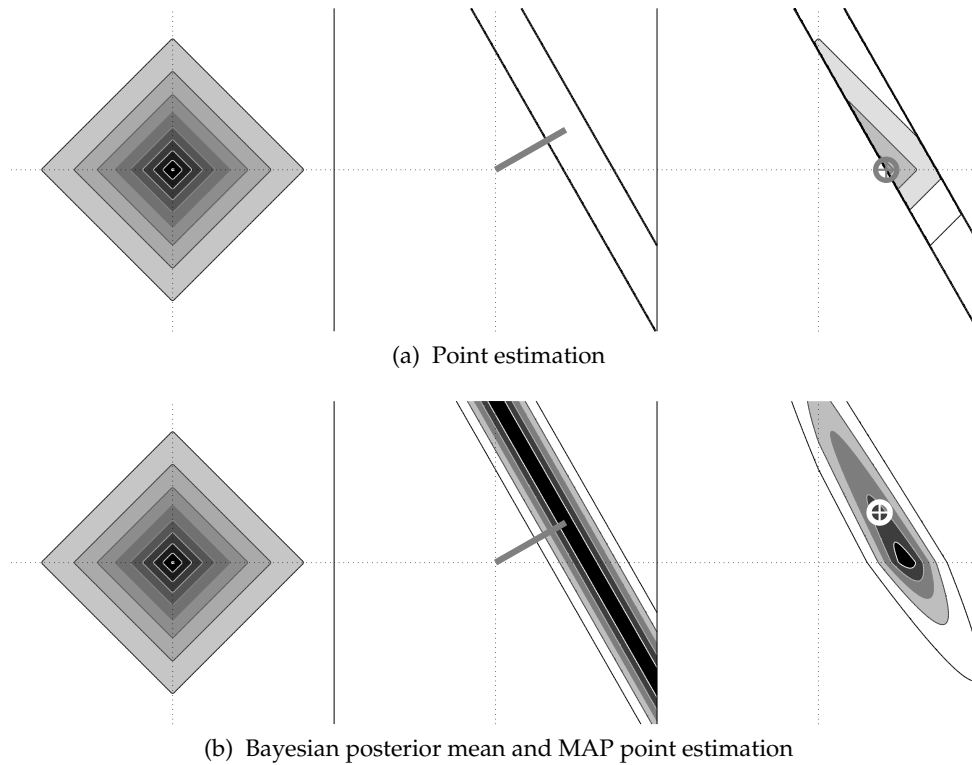 (a) Point estimation
(b) Bayesian posterior mean and MAP point estimation